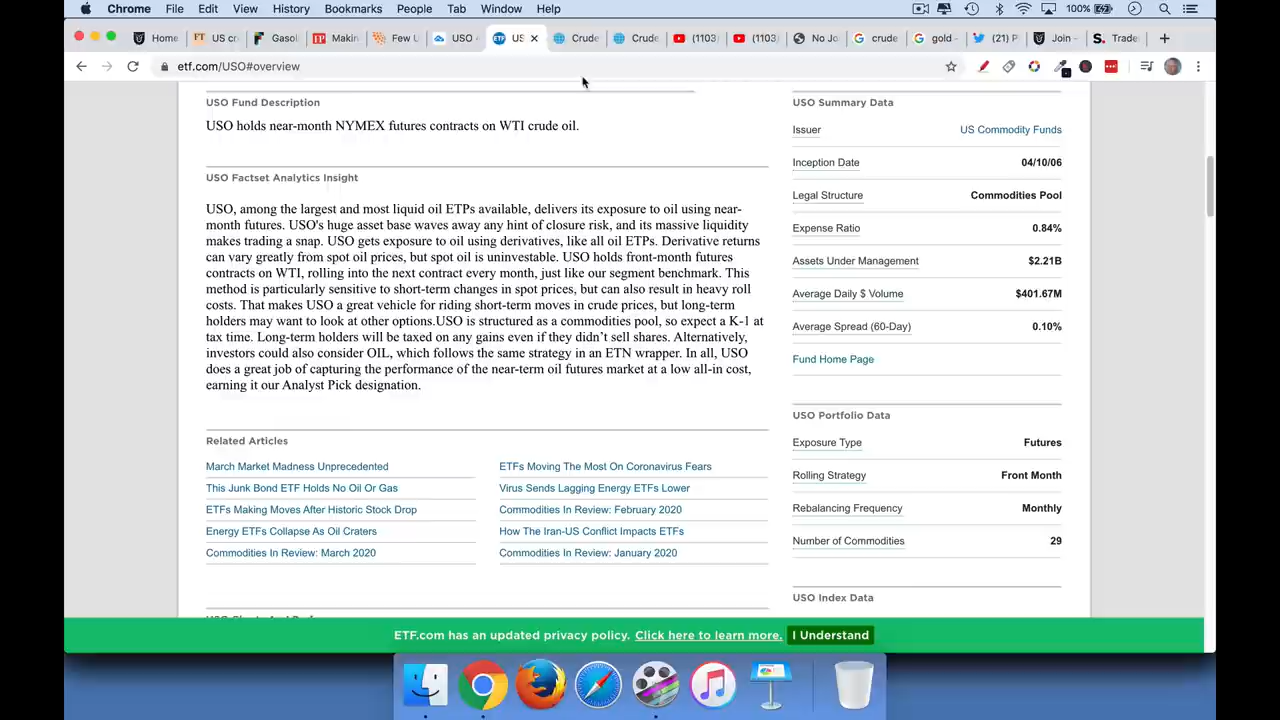 Chrome File Edit View History Bookmarks People Tab Window Help 100%
Home US cr Gasol Makin Few U USO US Crude Crude (1103) (1103) No Jo crude gold - (21) P Join - Trade
etf.com/USO#overview
USO Fund Description
USO holds near-month NYMEX futures contracts on WTI crude oil.
USO Factset Analytics Insight
USO, among the largest and most liquid oil ETPs available, delivers its exposure to oil using near-
month futures. USO's huge asset base waves away any hint of closure risk, and its massive liquidity
makes trading a snap. USO gets exposure to oil using derivatives, like all oil ETPs. Derivative returns
can vary greatly from spot oil prices, but spot oil is uninvestable. USO holds front-month futures
contracts on WTI, rolling into the next contract every month, just like our segment benchmark. This
method is particularly sensitive to short-term changes in spot prices, but can also result in heavy roll
costs. That makes USO a great vehicle for riding short-term moves in crude prices, but long-term
holders may want to look at other options.USO is structured as a commodities pool, so expect a K-1 at
tax time. Long-term holders will be taxed on any gains even if they didn't sell shares. Alternatively,
investors could also consider OIL, which follows the same strategy in an ETN wrapper. In all, USO
does a great job of capturing the performance of the near-term oil futures market at a low all-in cost,
earning it our Analyst Pick designation.
Related Articles
March Market Madness Unprecedented
This Junk Bond ETF Holds No Oil Or Gas
ETFs Making Moves After Historic Stock Drop
Energy ETFs Collapse As Oil Craters
Commodities In Review: March 2020
ETFs Moving The Most On Coronavirus Fears
Virus Sends Lagging Energy ETFs Lower
Commodities In Review: February 2020
How The Iran-US Conflict Impacts ETFs
Commodities In Review: January 2020
USO Summary Data
Issuer US Commodity Funds
Inception Date 04/10/06
Legal Structure Commodities Pool
Expense Ratio 0.84%
Assets Under Management $2.21B
Average Daily $ Volume $401.67M
Average Spread (60-Day) 0.10%
Fund Home Page
USO Portfolio Data
Exposure Type Futures
Rolling Strategy Front Month
Rebalancing Frequency Monthly
Number of Commodities 29
USO Index Data
ETF.com has an updated privacy policy. Click here to learn more. I Understand